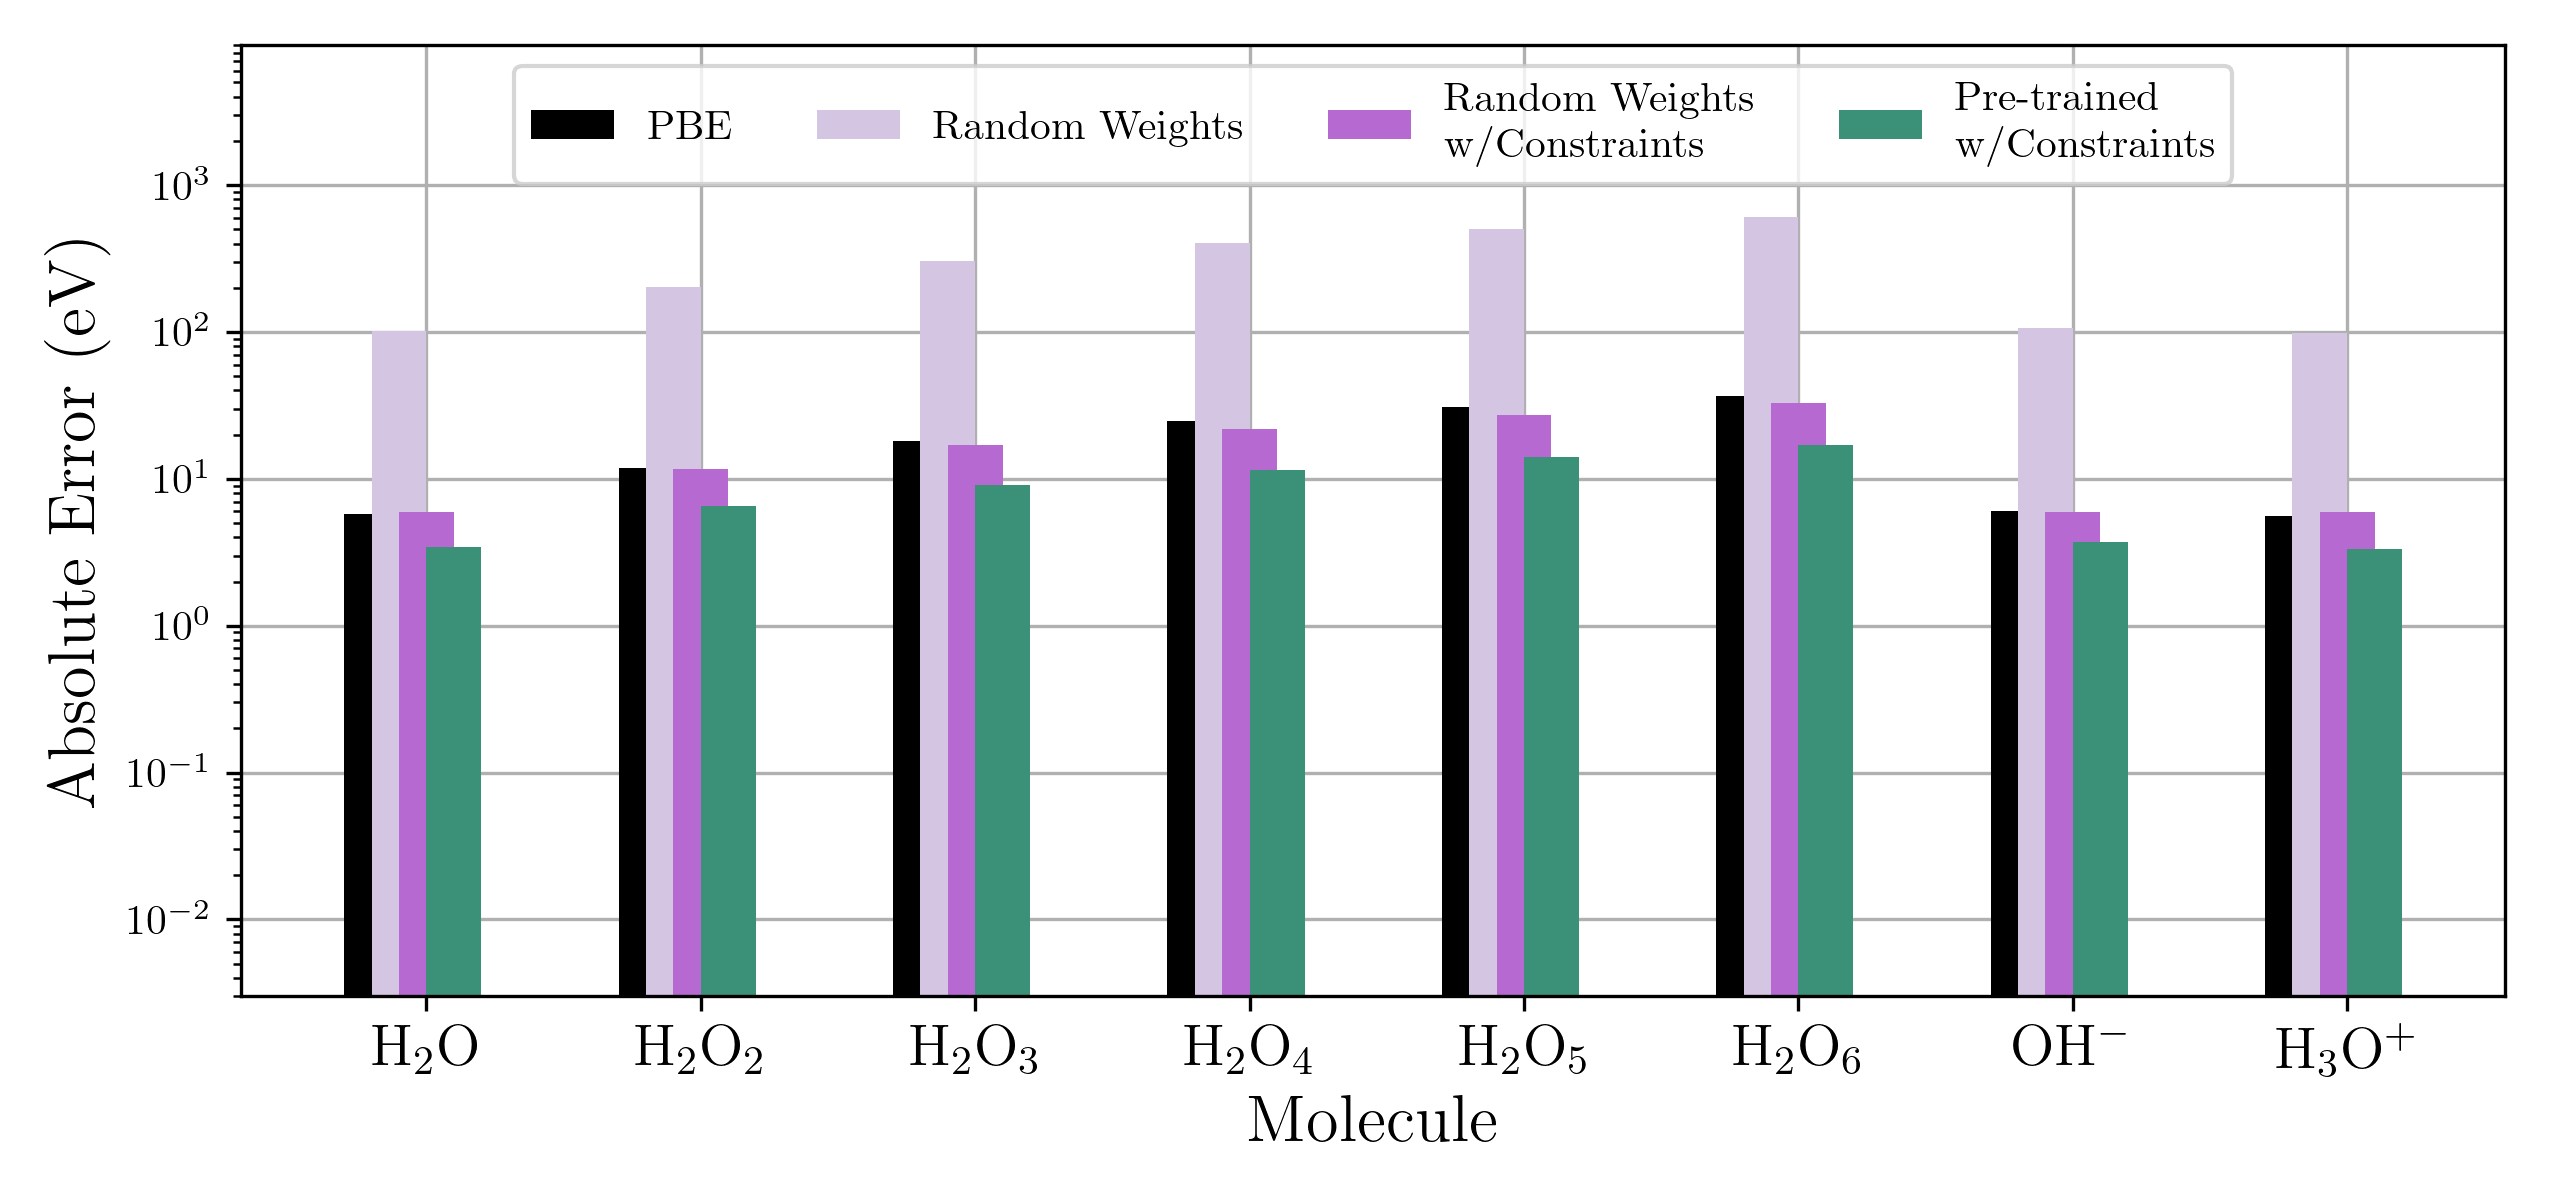 PBE
Random Weights
Random Weights
w/Constraints
Pre-trained
w/Constraints
Absolute Error (eV)
10³
10²
10¹
10⁰
10⁻¹
10⁻²
H₂O
H₂O₂
H₂O₃
H₂O₄
H₂O₅
H₂O₆
OH⁻
H₃O⁺
Molecule